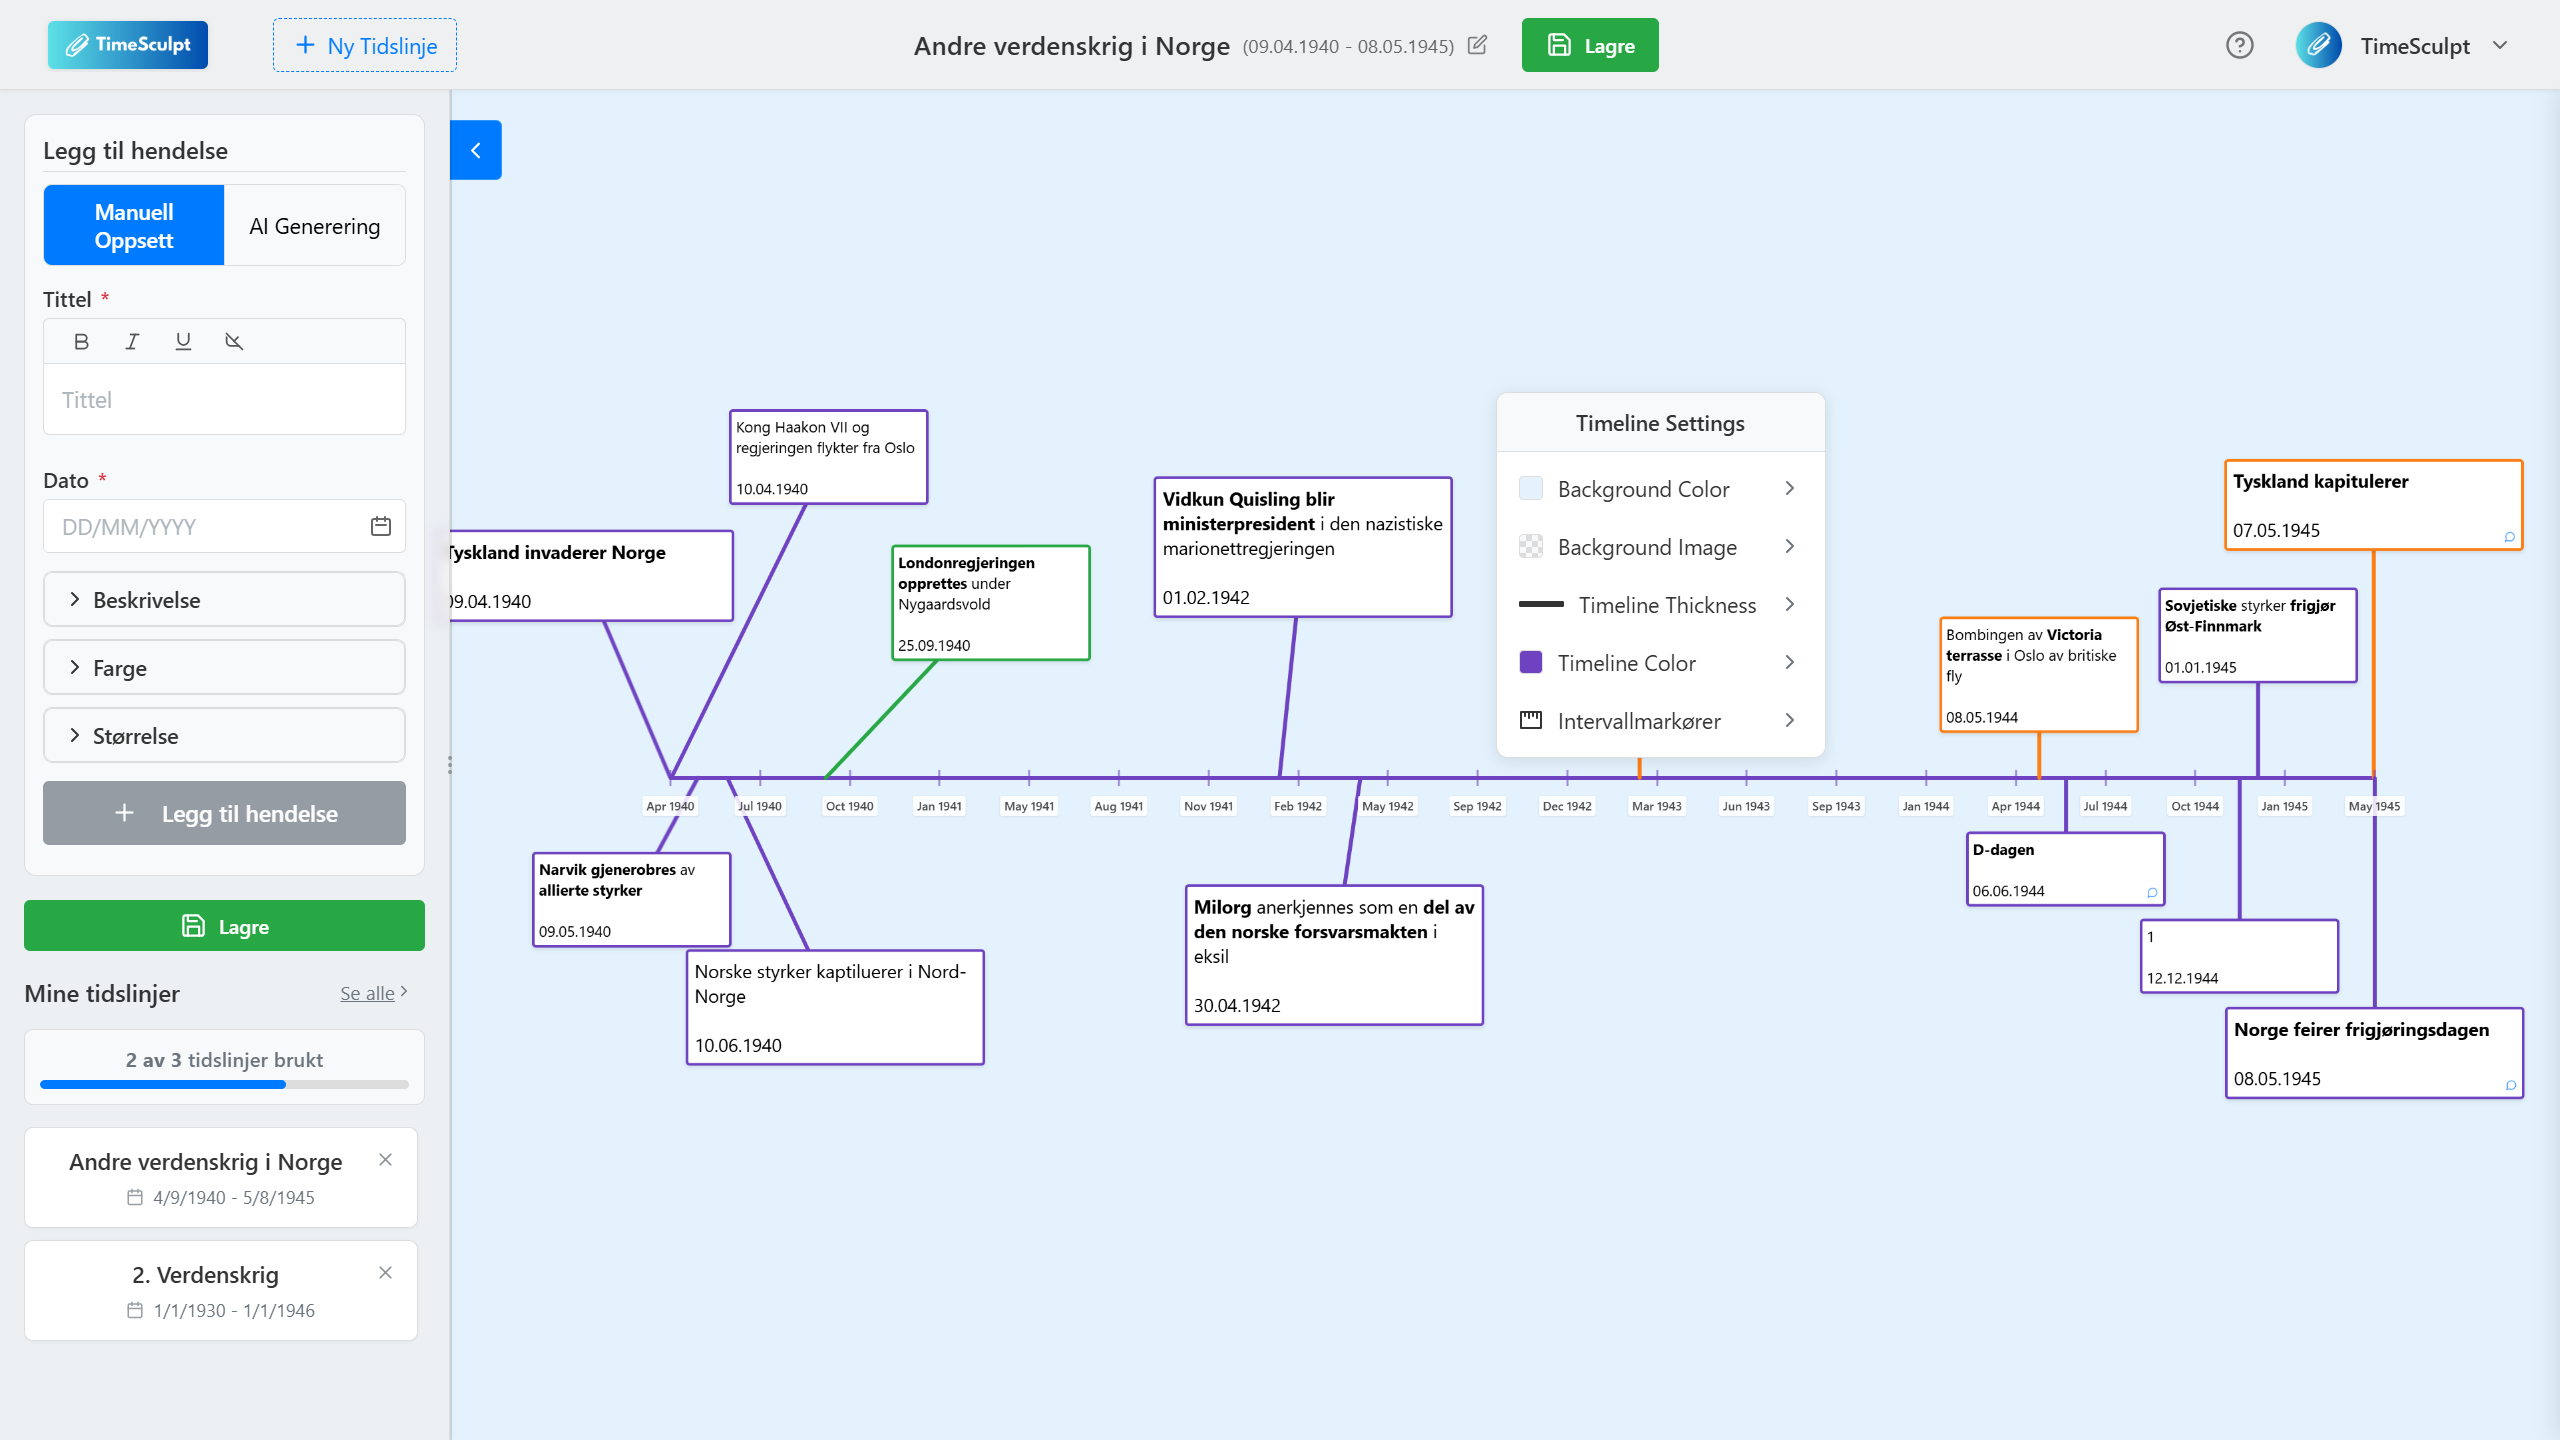 TimeSculpt
Ny Tidslinje
Andre verdenskrig i Norge (09.04.1940 - 08.05.1945)
Lagre
TimeSculpt
Legg til hendelse
Manuell
Oppsett
AI Generering
Tittel *
Tittel
Dato *
DD/MM/YYYY
Beskrivelse
Farge
Størrelse
Legg til hendelse
Lagre
Mine tidslinjer
Se alle
2 av 3 tidslinjer brukt
Andre verdenskrig i Norge
4/9/1940 - 5/8/1945
2. Verdenskrig
1/1/1930 - 1/1/1946
Kong Haakon VII og
regjeringen flykter fra Oslo
10.04.1940
Tyskland invaderer Norge
09.04.1940
Londonregjeringen
opprettes under
Nygaardsvold
25.09.1940
Vidkun Quisling blir
ministerpresident i den nazistiske
marionettregjeringen
01.02.1942
Timeline Settings
Background Color
Background Image
Timeline Thickness
Timeline Color
Intervallmarkører
Tyskland kapitulerer
07.05.1945
Sovjetiske styrker frigjør
Øst-Finnmark
01.01.1945
Bombingen av Victoria
terrasse i Oslo av britiske
fly
08.05.1944
Apr 1940
Jul 1940
Oct 1940
Jan 1941
May 1941
Aug 1941
Nov 1941
Feb 1942
May 1942
Sep 1942
Dec 1942
Mar 1943
Jun 1943
Sep 1943
Jan 1944
Apr 1944
Jul 1944
Oct 1944
Jan 1945
May 1945
Narvik gjenerobres av
allierte styrker
09.05.1940
Norske styrker kaptiluerer i Nord-
Norge
10.06.1940
Milorg anerkjennes som en del av
den norske forsvarsmakten i
eksil
30.04.1942
D-dagen
06.06.1944
1
12.12.1944
Norge feirer frigjøringsdagen
08.05.1945